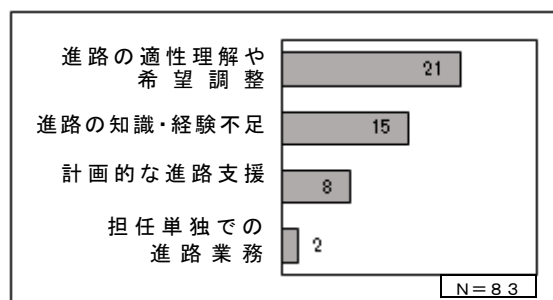 進路の適性理解や
希望調整
21
進路の知識・経験不足
15
計画的な進路支援
8
担任単独での
進路業務
2
N=83